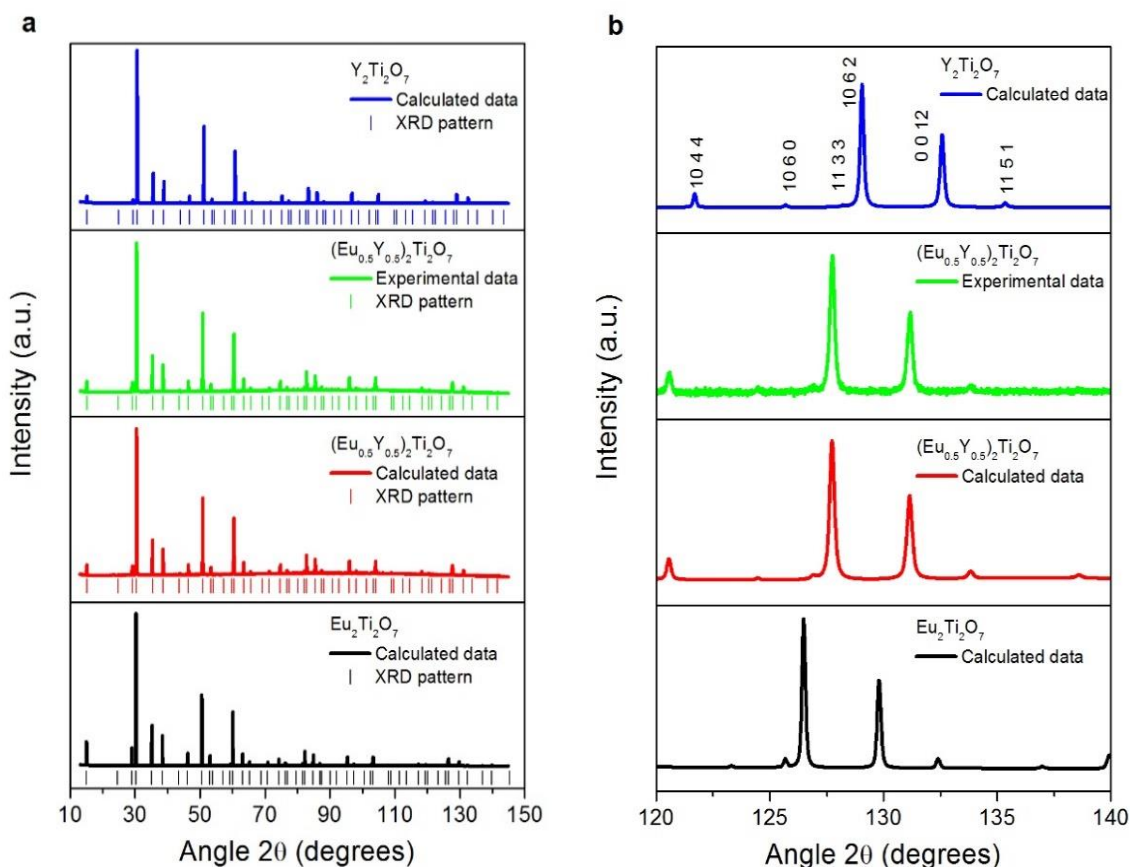 a
Y₂Ti₂O₇
Calculated data
XRD pattern
(Eu₀.₅Y₀.₅)₂Ti₂O₇
Experimental data
XRD pattern
(Eu₀.₅Y₀.₅)₂Ti₂O₇
Calculated data
XRD pattern
Eu₂Ti₂O₇
Calculated data
XRD pattern
Intensity (a.u.)
10 30 50 70 90 110 130 150
Angle 2θ (degrees)
b
Y₂Ti₂O₇
Calculated data
10 4 4
10 6 0
11 3 3
10 6 2
0 0 12
11 5 1
(Eu₀.₅Y₀.₅)₂Ti₂O₇
Experimental data
(Eu₀.₅Y₀.₅)₂Ti₂O₇
Calculated data
Eu₂Ti₂O₇
Calculated data
Intensity (a.u.)
120 125 130 135 140
Angle 2θ (degrees)